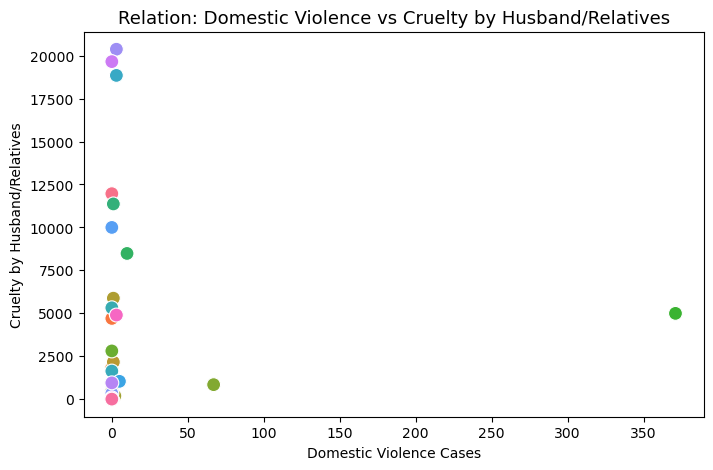 Relation: Domestic Violence vs Cruelty by Husband/Relatives
Cruelty by Husband/Relatives
20000
17500
15000
12500
10000
7500
5000
2500
0
0 50 100 150 200 250 300 350
Domestic Violence Cases